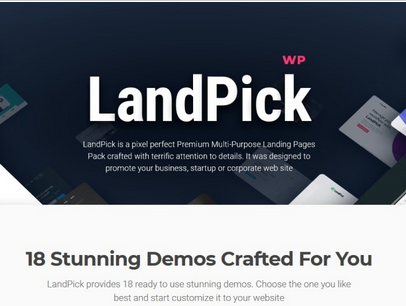 WP
LandPick
LandPick is a pixel perfect Premium Multi-Purpose Landing Pages
Pack crafted with terrific attention to details. It was designed to
promote your business, startup or corporate web site
18 Stunning Demos Crafted For You
LandPick provides 18 ready to use stunning demos. Choose the one you like
best and start customize it to your website